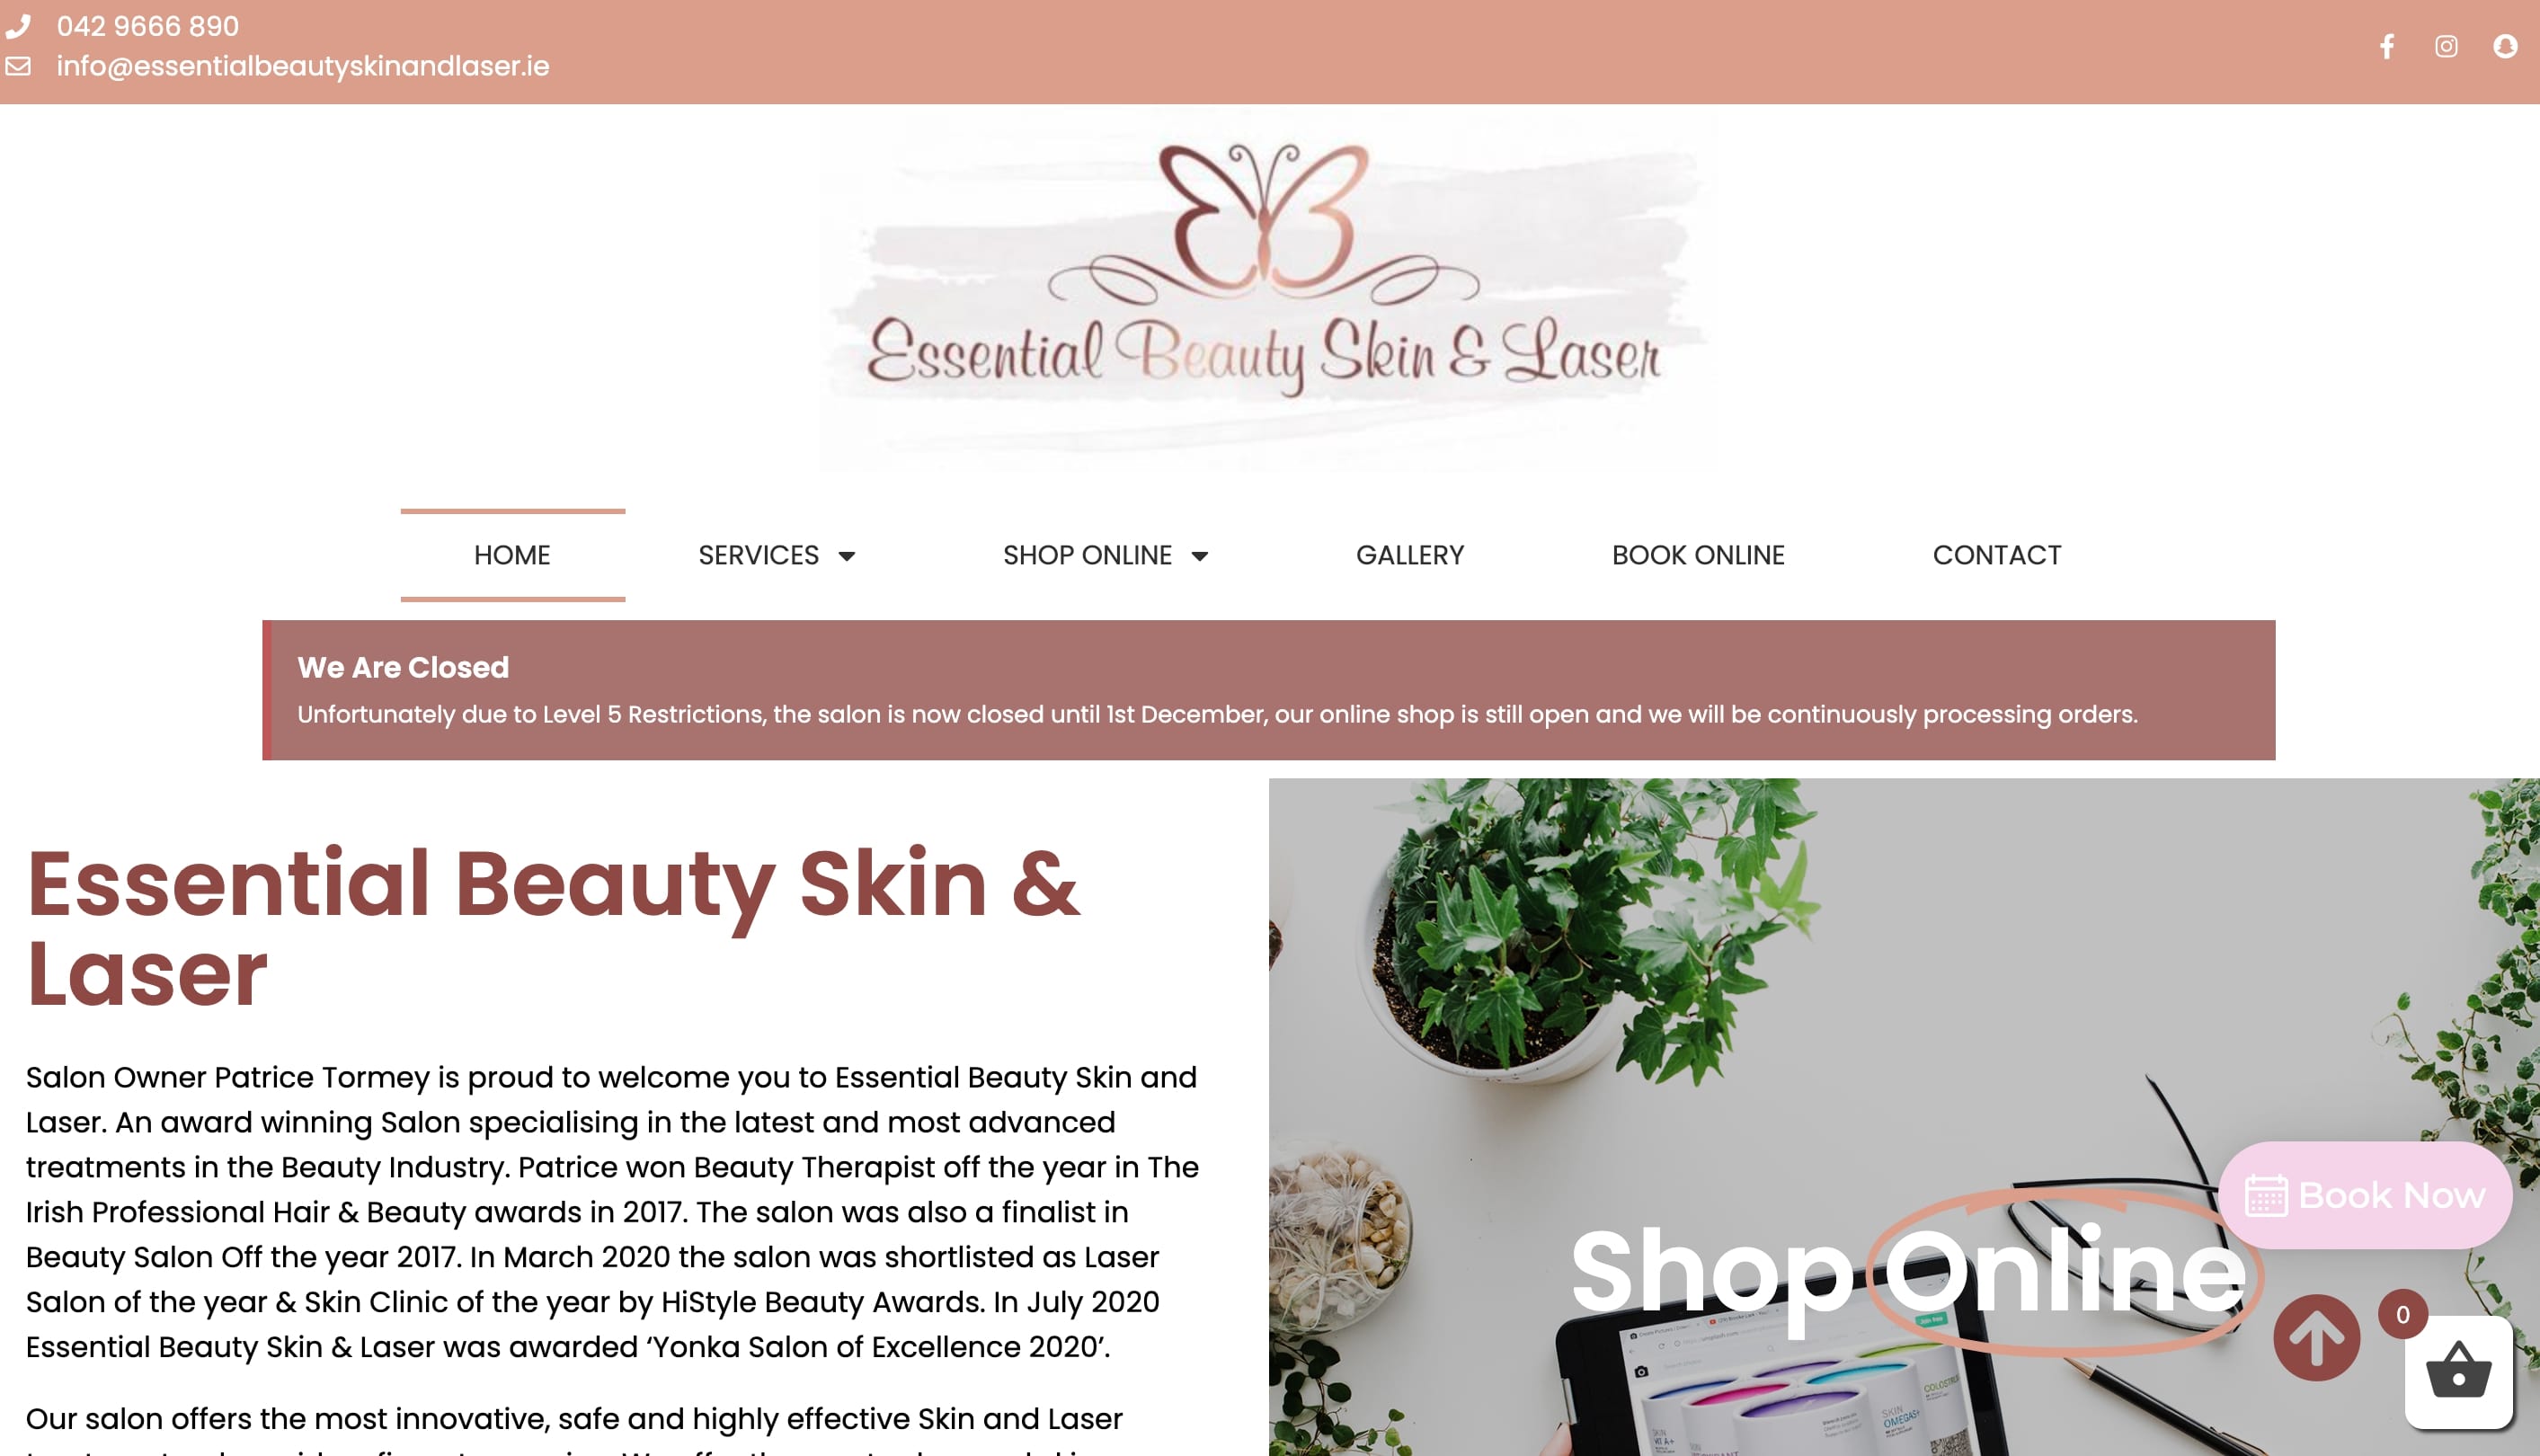 042 9666 890
info@essentialbeautyskinandlaser.ie
Essential Beauty Skin & Laser
HOME
SERVICES
SHOP ONLINE
GALLERY
BOOK ONLINE
CONTACT
We Are Closed
Unfortunately due to Level 5 Restrictions, the salon is now closed until 1st December, our online shop is still open and we will be continuously processing orders.
Essential Beauty Skin &
Laser
Salon Owner Patrice Tormey is proud to welcome you to Essential Beauty Skin and
Laser. An award winning Salon specialising in the latest and most advanced
treatments in the Beauty Industry. Patrice won Beauty Therapist off the year in The
Irish Professional Hair & Beauty awards in 2017. The salon was also a finalist in
Beauty Salon Off the year 2017. In March 2020 the salon was shortlisted as Laser
Salon of the year & Skin Clinic of the year by HiStyle Beauty Awards. In July 2020
Essential Beauty Skin & Laser was awarded ‘Yonka Salon of Excellence 2020’.
Our salon offers the most innovative, safe and highly effective Skin and Laser
Shop Online
Book Now
0
SKIN
OMEGAS+